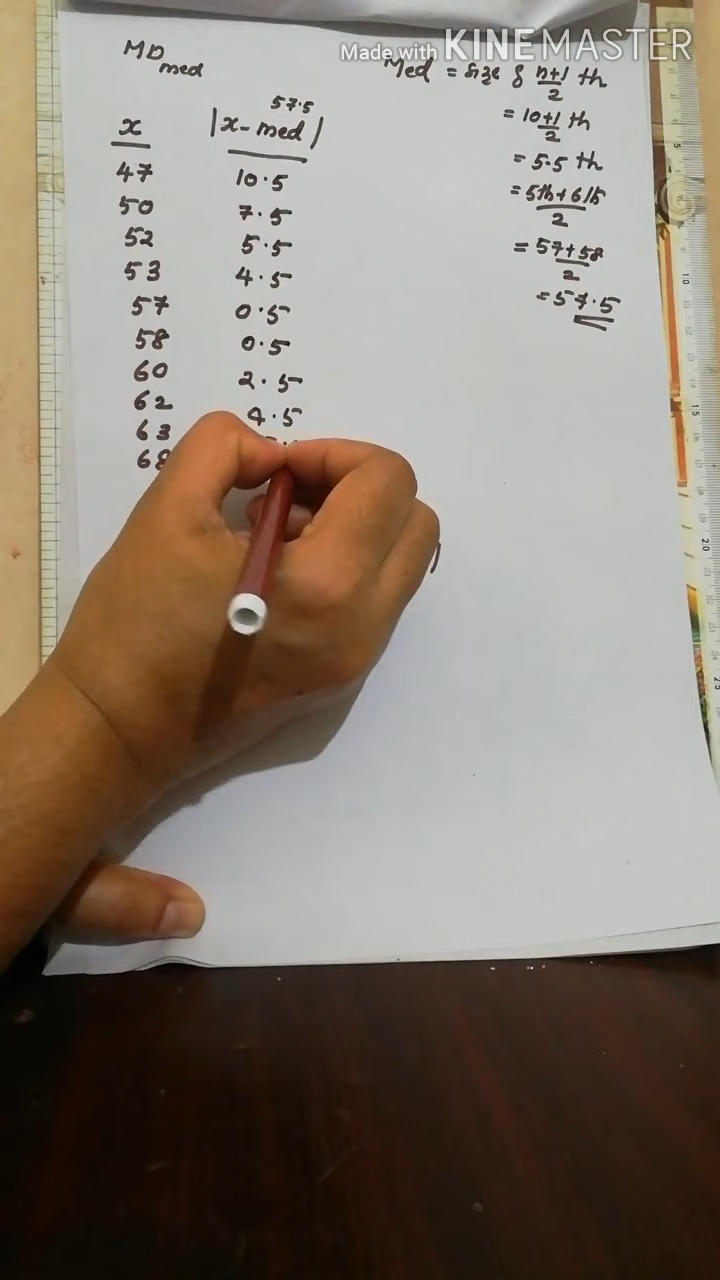 Made with KINEMASTER
MD med
Med = size of n+1/2 th
= 10+1/2 th
= 5.5 th
= 5th+6th/2
= 57+58/2
= 57.5
57.5
x |x-med|
47 10.5
50 7.5
52 5.5
53 4.5
57 0.5
58 0.5
60 2.5
62 4.5
63
68